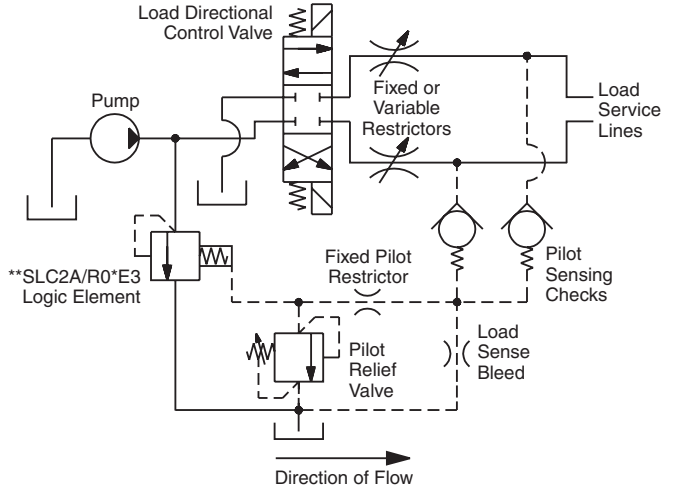 Load Directional
Control Valve
Pump
Fixed or
Variable
Restrictors
Load
Service
Lines
**SLC2A/R0*E3
Logic Element
Fixed Pilot
Restrictor
Pilot
Sensing
Checks
Pilot
Relief
Valve
Load
Sense
Bleed
Direction of Flow